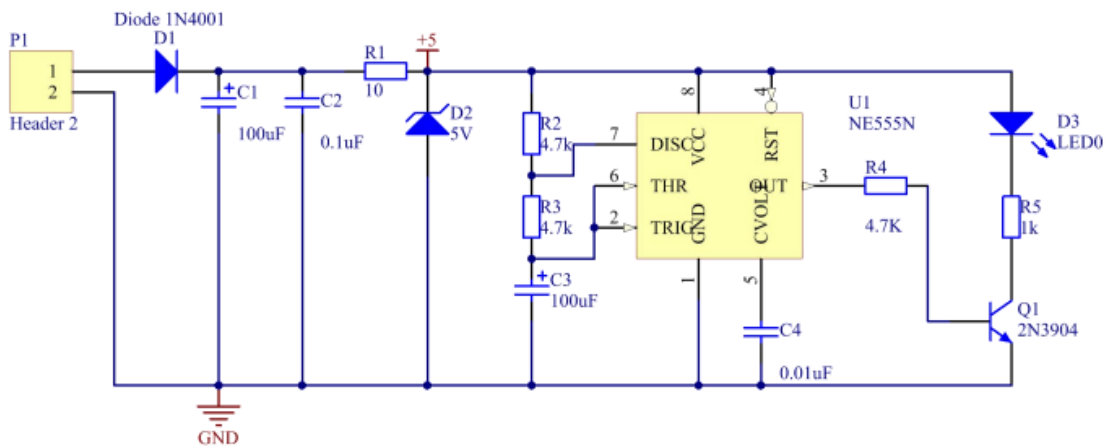 Diode 1N4001
P1
D1
1
2
Header 2
C1
100uF
C2
0.1uF
R1
10
+5
D2
5V
R2
4.7k
R3
4.7k
C3
100uF
7
DISC
6
THR
2
TRIG
8
VCC
4
RST
GND
1
CVOLT
5
OUT
3
U1
NE555N
C4
0.01uF
R4
4.7K
D3
LED0
R5
1k
Q1
2N3904
GND